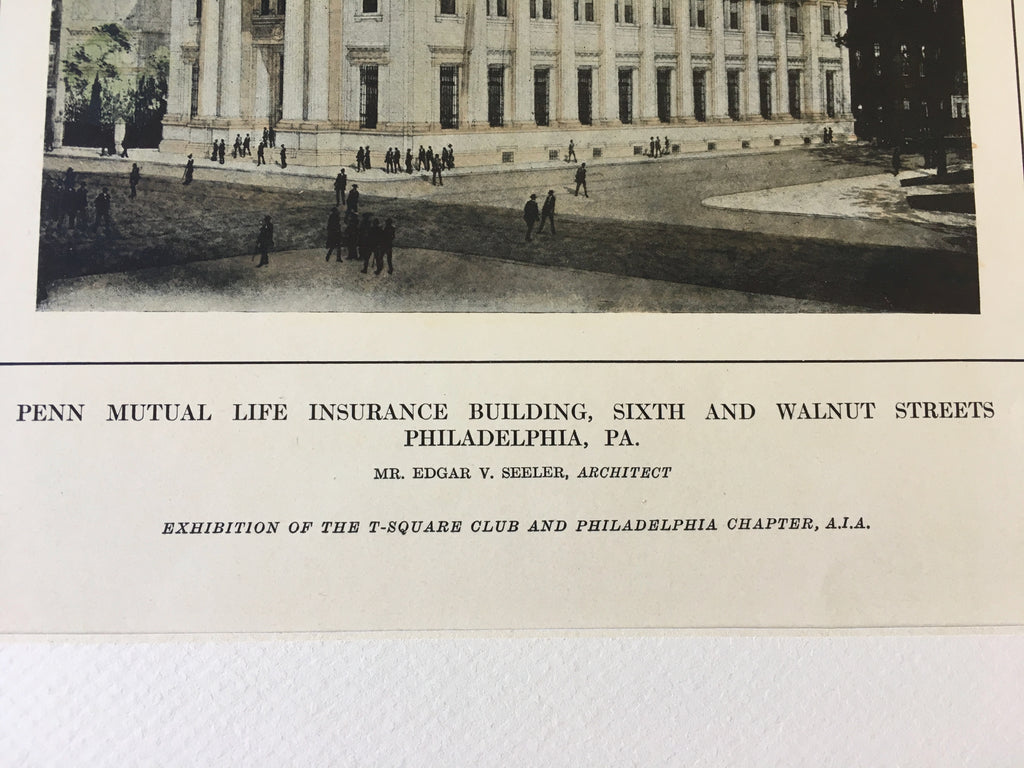 PENN MUTUAL LIFE INSURANCE BUILDING, SIXTH AND WALNUT STREETS
PHILADELPHIA, PA.
MR. EDGAR V. SEELER, ARCHITECT
EXHIBITION OF THE T-SQUARE CLUB AND PHILADELPHIA CHAPTER, A.I.A.